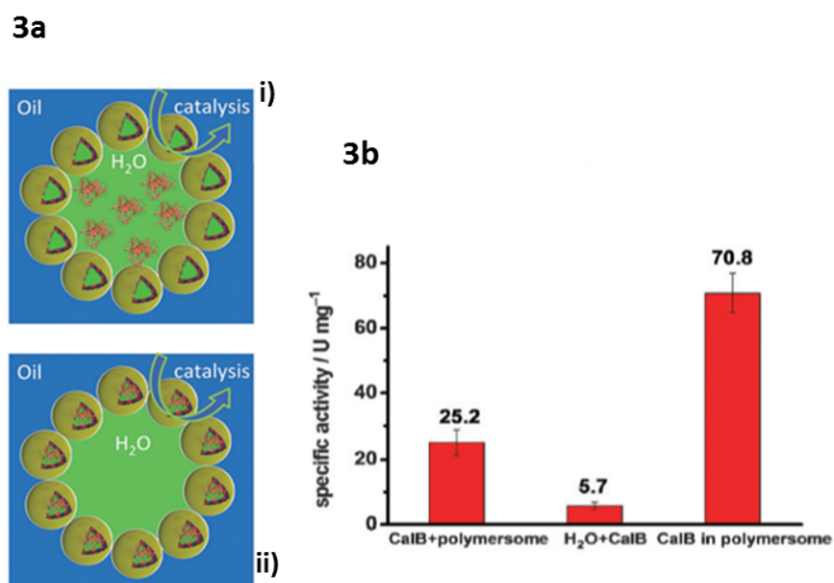 3a
i)
Oil catalysis
H₂O
Oil catalysis
H₂O
ii)
3b
specific activity / U mg⁻¹
80
60
40
20
0
25.2
5.7
70.8
CalB+polymersome H₂O+CalB CalB in polymersome